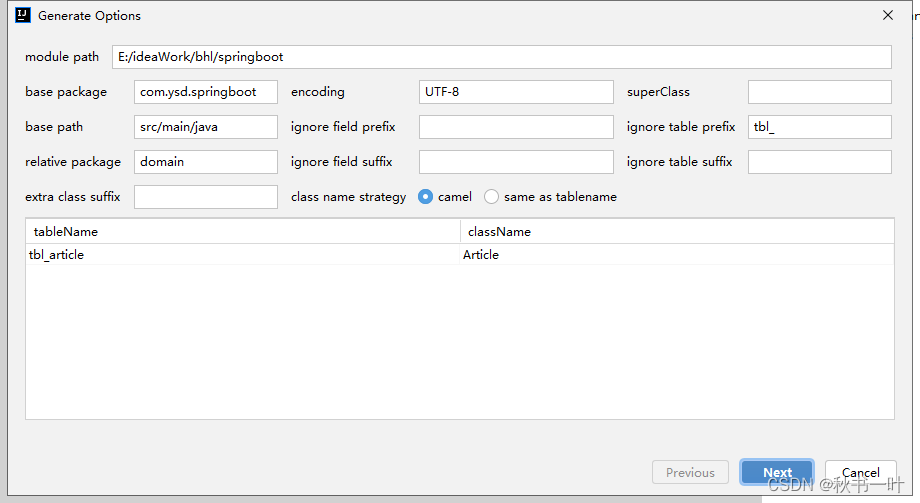 Generate Options
module path E:/ideaWork/bhl/springboot
base package com.ysd.springboot encoding UTF-8 superClass
base path src/main/java ignore field prefix ignore table prefix tbl_
relative package domain ignore field suffix ignore table suffix
extra class suffix class name strategy camel same as tablename
tableName className
tbl_article Article
Previous Next Cancel
CSDN @秋书一叶